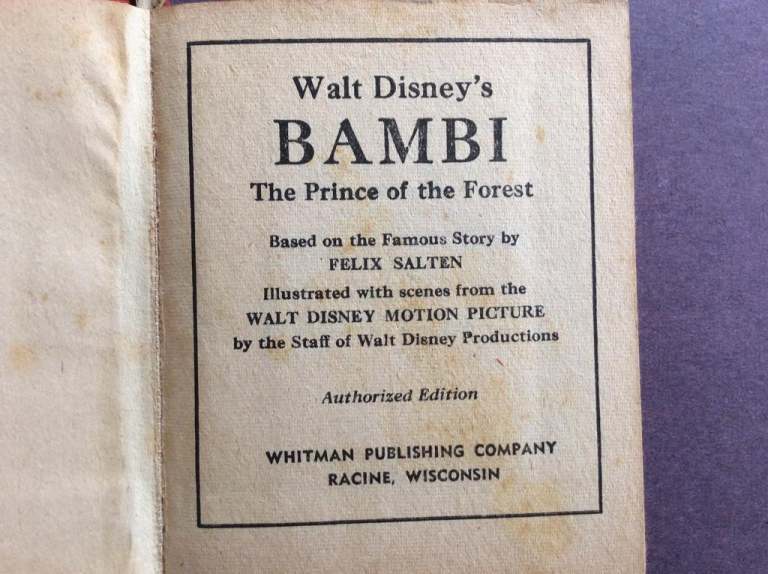 Walt Disney's
BAMBI
The Prince of the Forest
Based on the Famous Story by
FELIX SALTEN
Illustrated with scenes from the
WALT DISNEY MOTION PICTURE
by the Staff of Walt Disney Productions
Authorized Edition
WHITMAN PUBLISHING COMPANY
RACINE, WISCONSIN